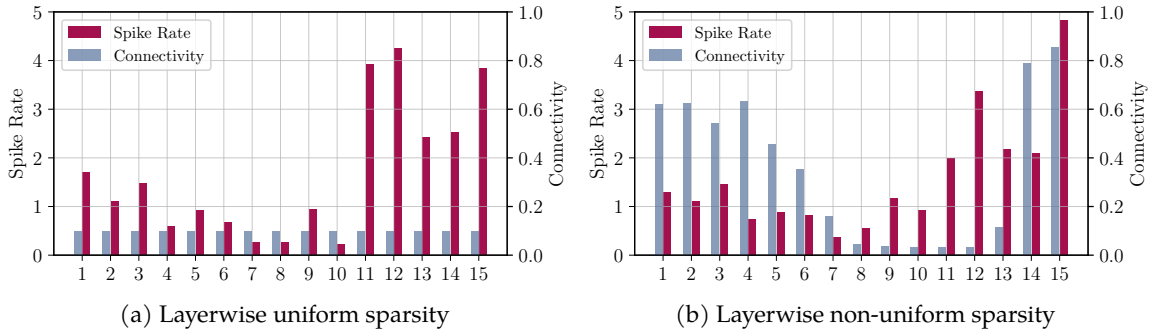 Spike Rate
Connectivity
5
4
3
2
1
0
Spike Rate
1.0
0.8
0.6
0.4
0.2
0.0
Connectivity
1 2 3 4 5 6 7 8 9 10 11 12 13 14 15
(a) Layerwise uniform sparsity
Spike Rate
Connectivity
5
4
3
2
1
0
Spike Rate
1.0
0.8
0.6
0.4
0.2
0.0
Connectivity
1 2 3 4 5 6 7 8 9 10 11 12 13 14 15
(b) Layerwise non-uniform sparsity